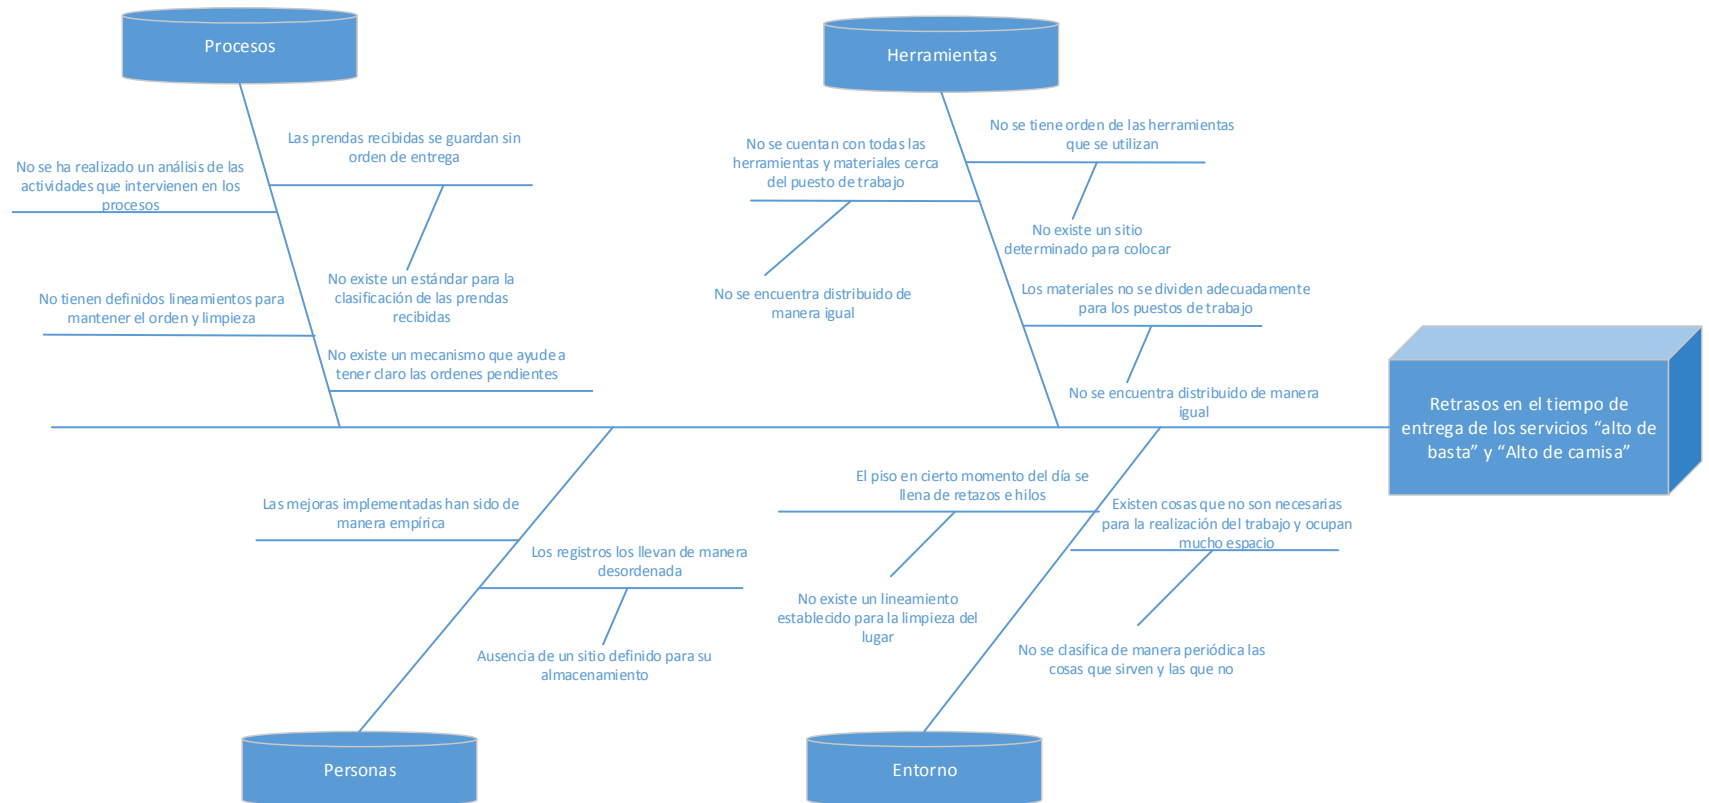 Procesos
Herramientas
Las prendas recibidas se guardan sin
orden de entrega
No se ha realizado un análisis de las
actividades que intervienen en los
procesos
No existe un estándar para la
clasificación de las prendas
recibidas
No tienen definidos lineamientos para
mantener el orden y limpieza
No existe un mecanismo que ayude a
tener claro las ordenes pendientes
No se cuentan con todas las
herramientas y materiales cerca
del puesto de trabajo
No se tiene orden de las herramientas
que se utilizan
No existe un sitio
determinado para colocar
No se encuentra distribuido de
manera igual
Los materiales no se dividen adecuadamente
para los puestos de trabajo
No se encuentra distribuido de manera
igual
Retrasos en el tiempo de
entrega de los servicios “alto de
basta” y “Alto de camisa”
Las mejoras implementadas han sido de
manera empírica
Los registros los llevan de manera
desordenada
Ausencia de un sitio definido para su
almacenamiento
El piso en cierto momento del día se
llena de retazos e hilos
Existen cosas que no son necesarias
para la realización del trabajo y ocupan
mucho espacio
No existe un lineamiento
establecido para la limpieza del
lugar
No se clasifica de manera periódica las
cosas que sirven y las que no
Personas
Entorno